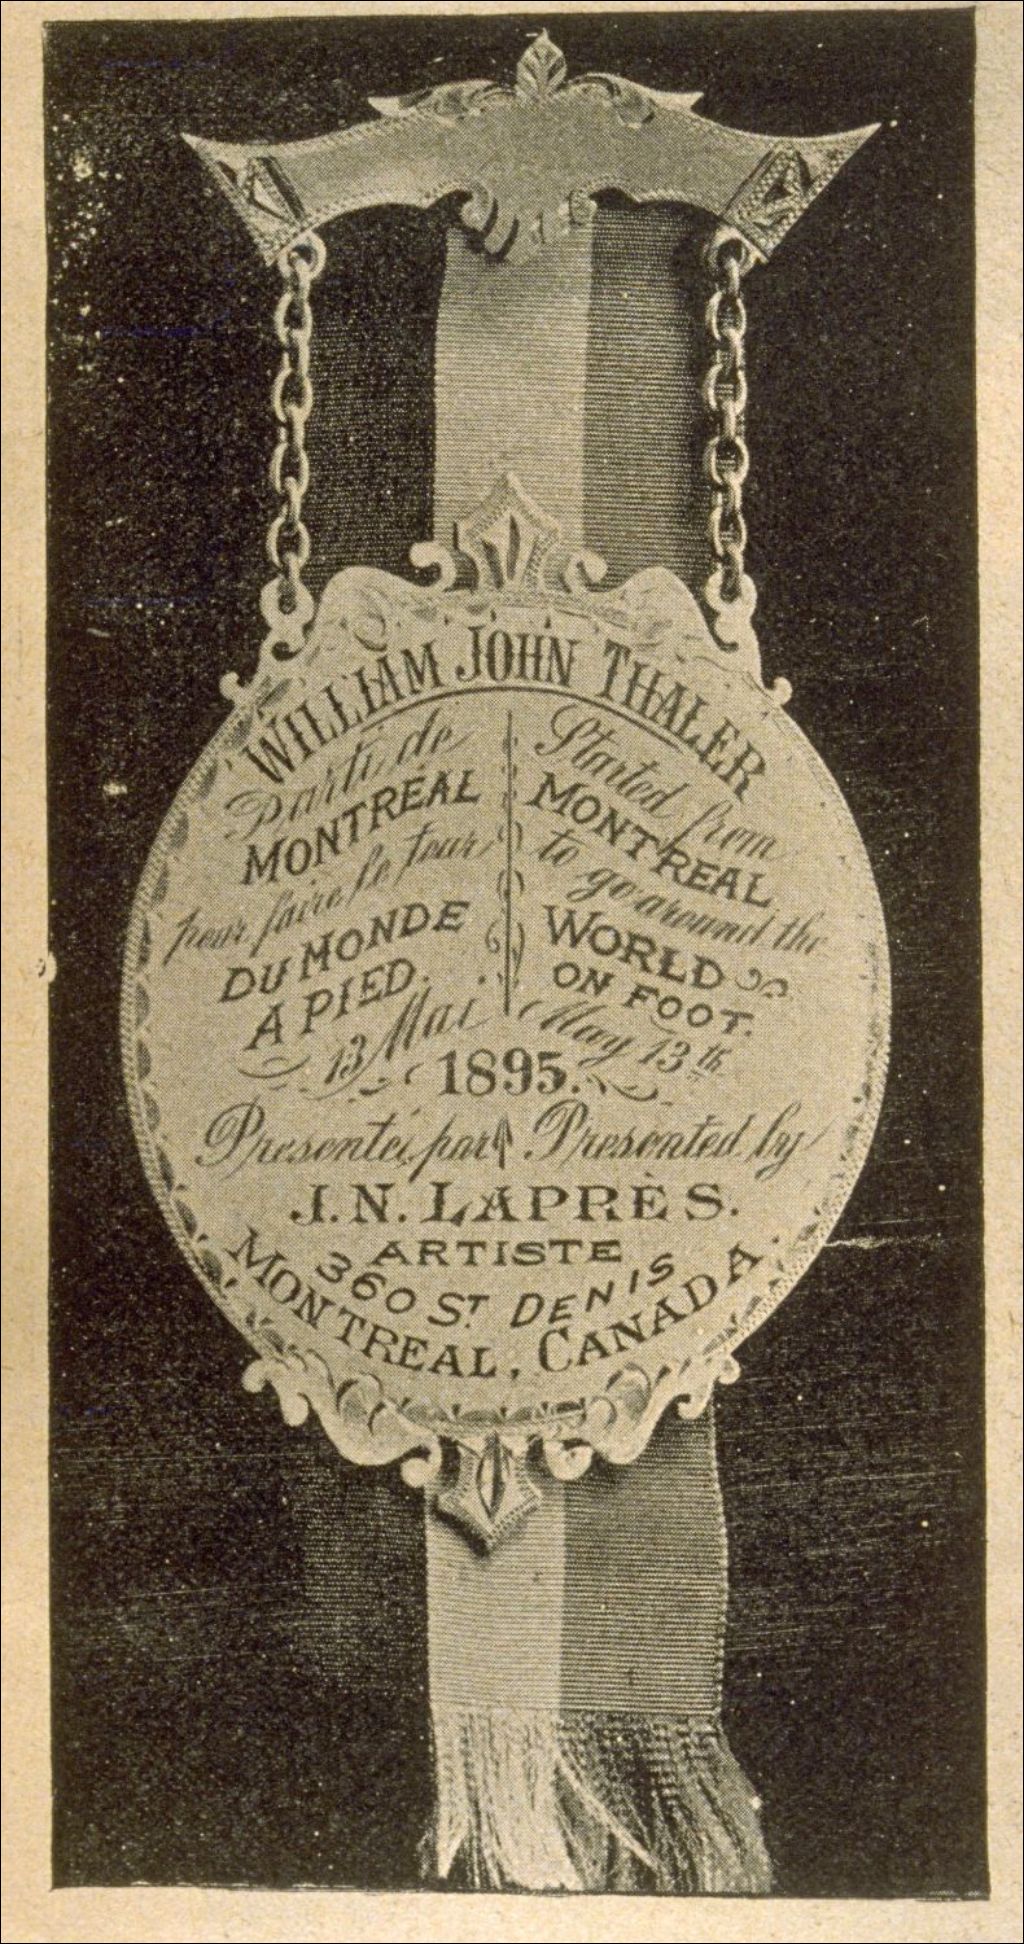 WILLIAM JOHN THALER
Parti de
MONTREAL
pour faire le tour
DU MONDE
A PIED.
13 Mai
Started from
MONTREAL
to go around the
WORLD
ON FOOT.
May 13th
1895.
Presenté par
Presented by
J. N. LAPRÈS.
ARTISTE
360 ST DENIS
MONTREAL, CANADA.